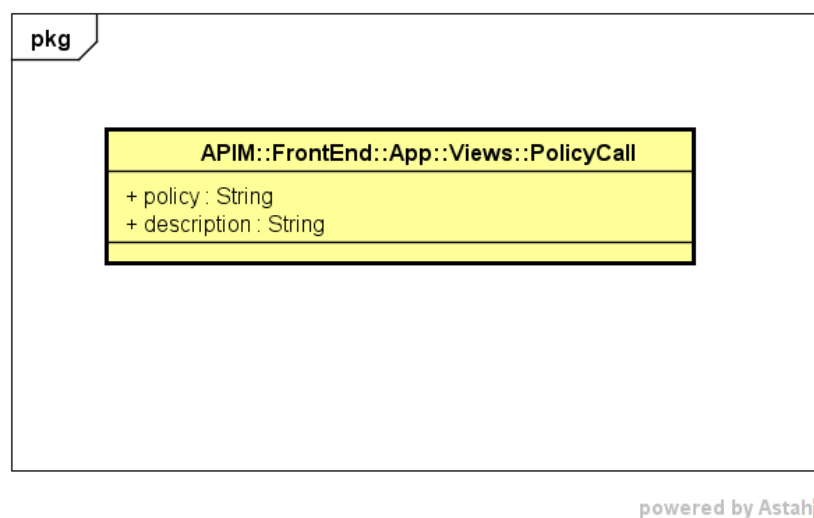 pkg
APIM::FrontEnd::App::Views::PolicyCall
+ policy : String
+ description : String
powered by Astah